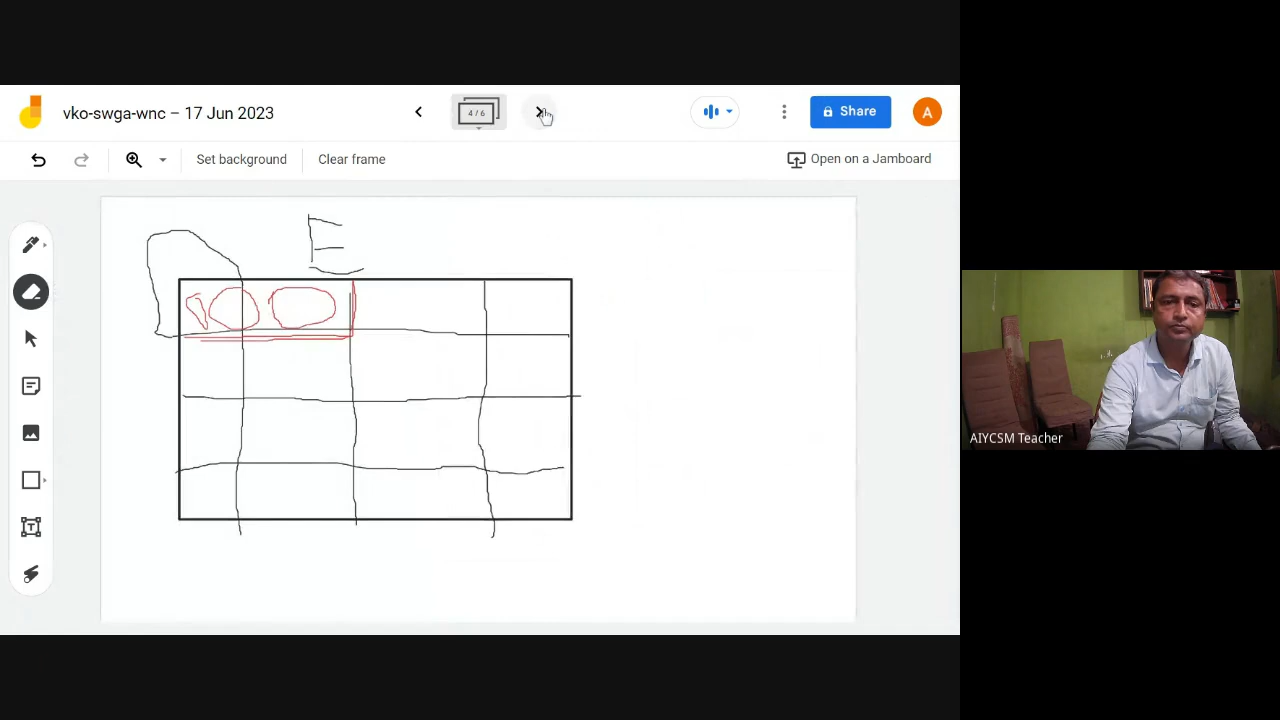 vko-swga-wnc – 17 Jun 2023
4 / 6
Share
A
Set background
Clear frame
Open on a Jamboard
E
T
AIYCSM Teacher